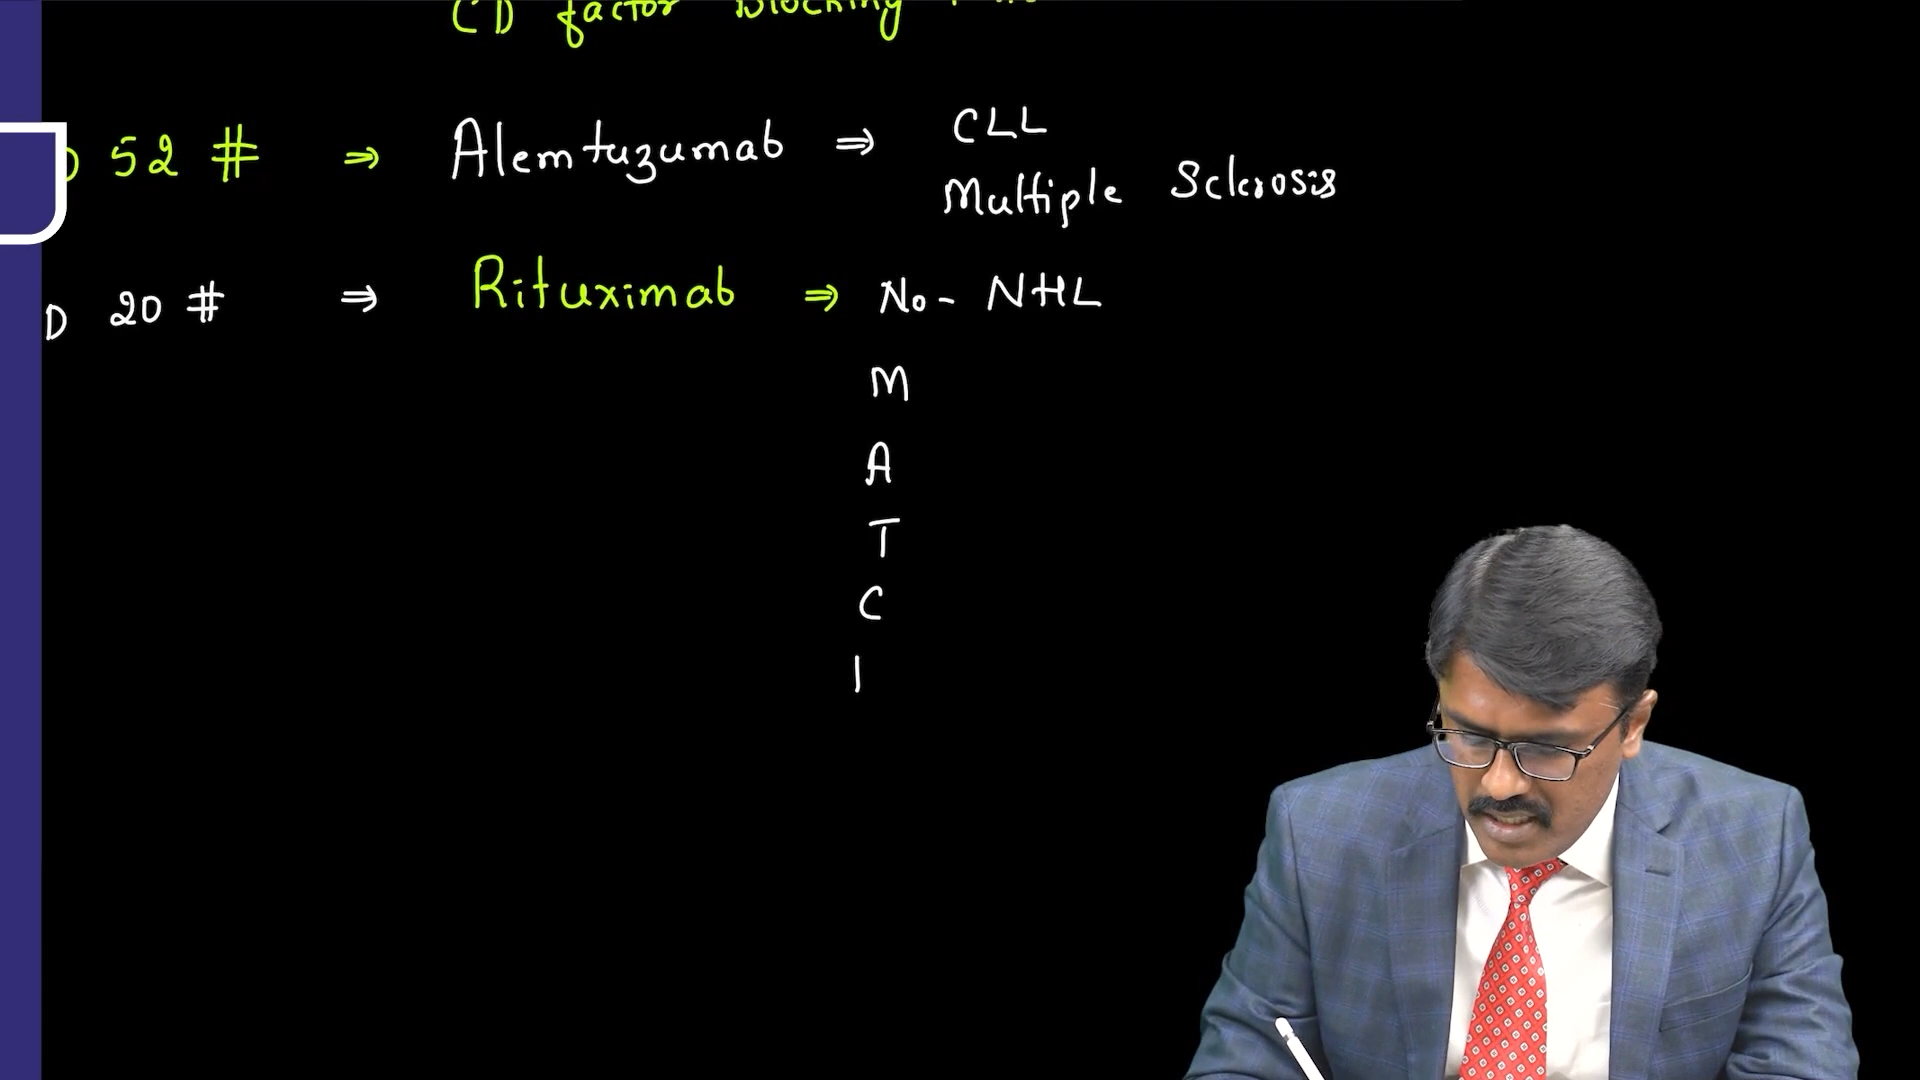 CD factor Blocking
D 52 # ⇒ Alemtuzumab ⇒ CLL
Multiple Sclerosis
D 20 # ⇒ Rituximab ⇒ No- NHL
M
A
T
C
I